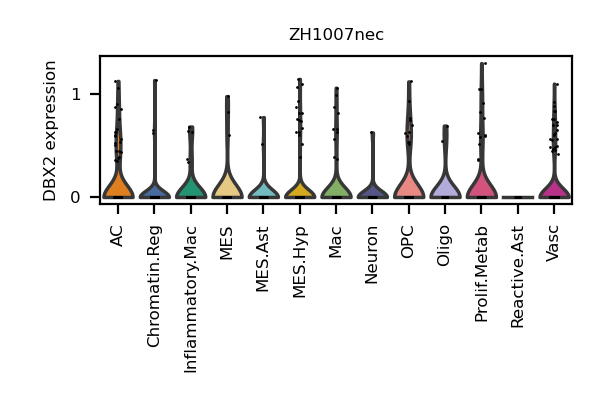 ZH1007nec
DBX2 expression
1
0
AC
Chromatin.Reg
Inflammatory.Mac
MES
MES.Ast
MES.Hyp
Mac
Neuron
OPC
Oligo
Prolif.Metab
Reactive.Ast
Vasc